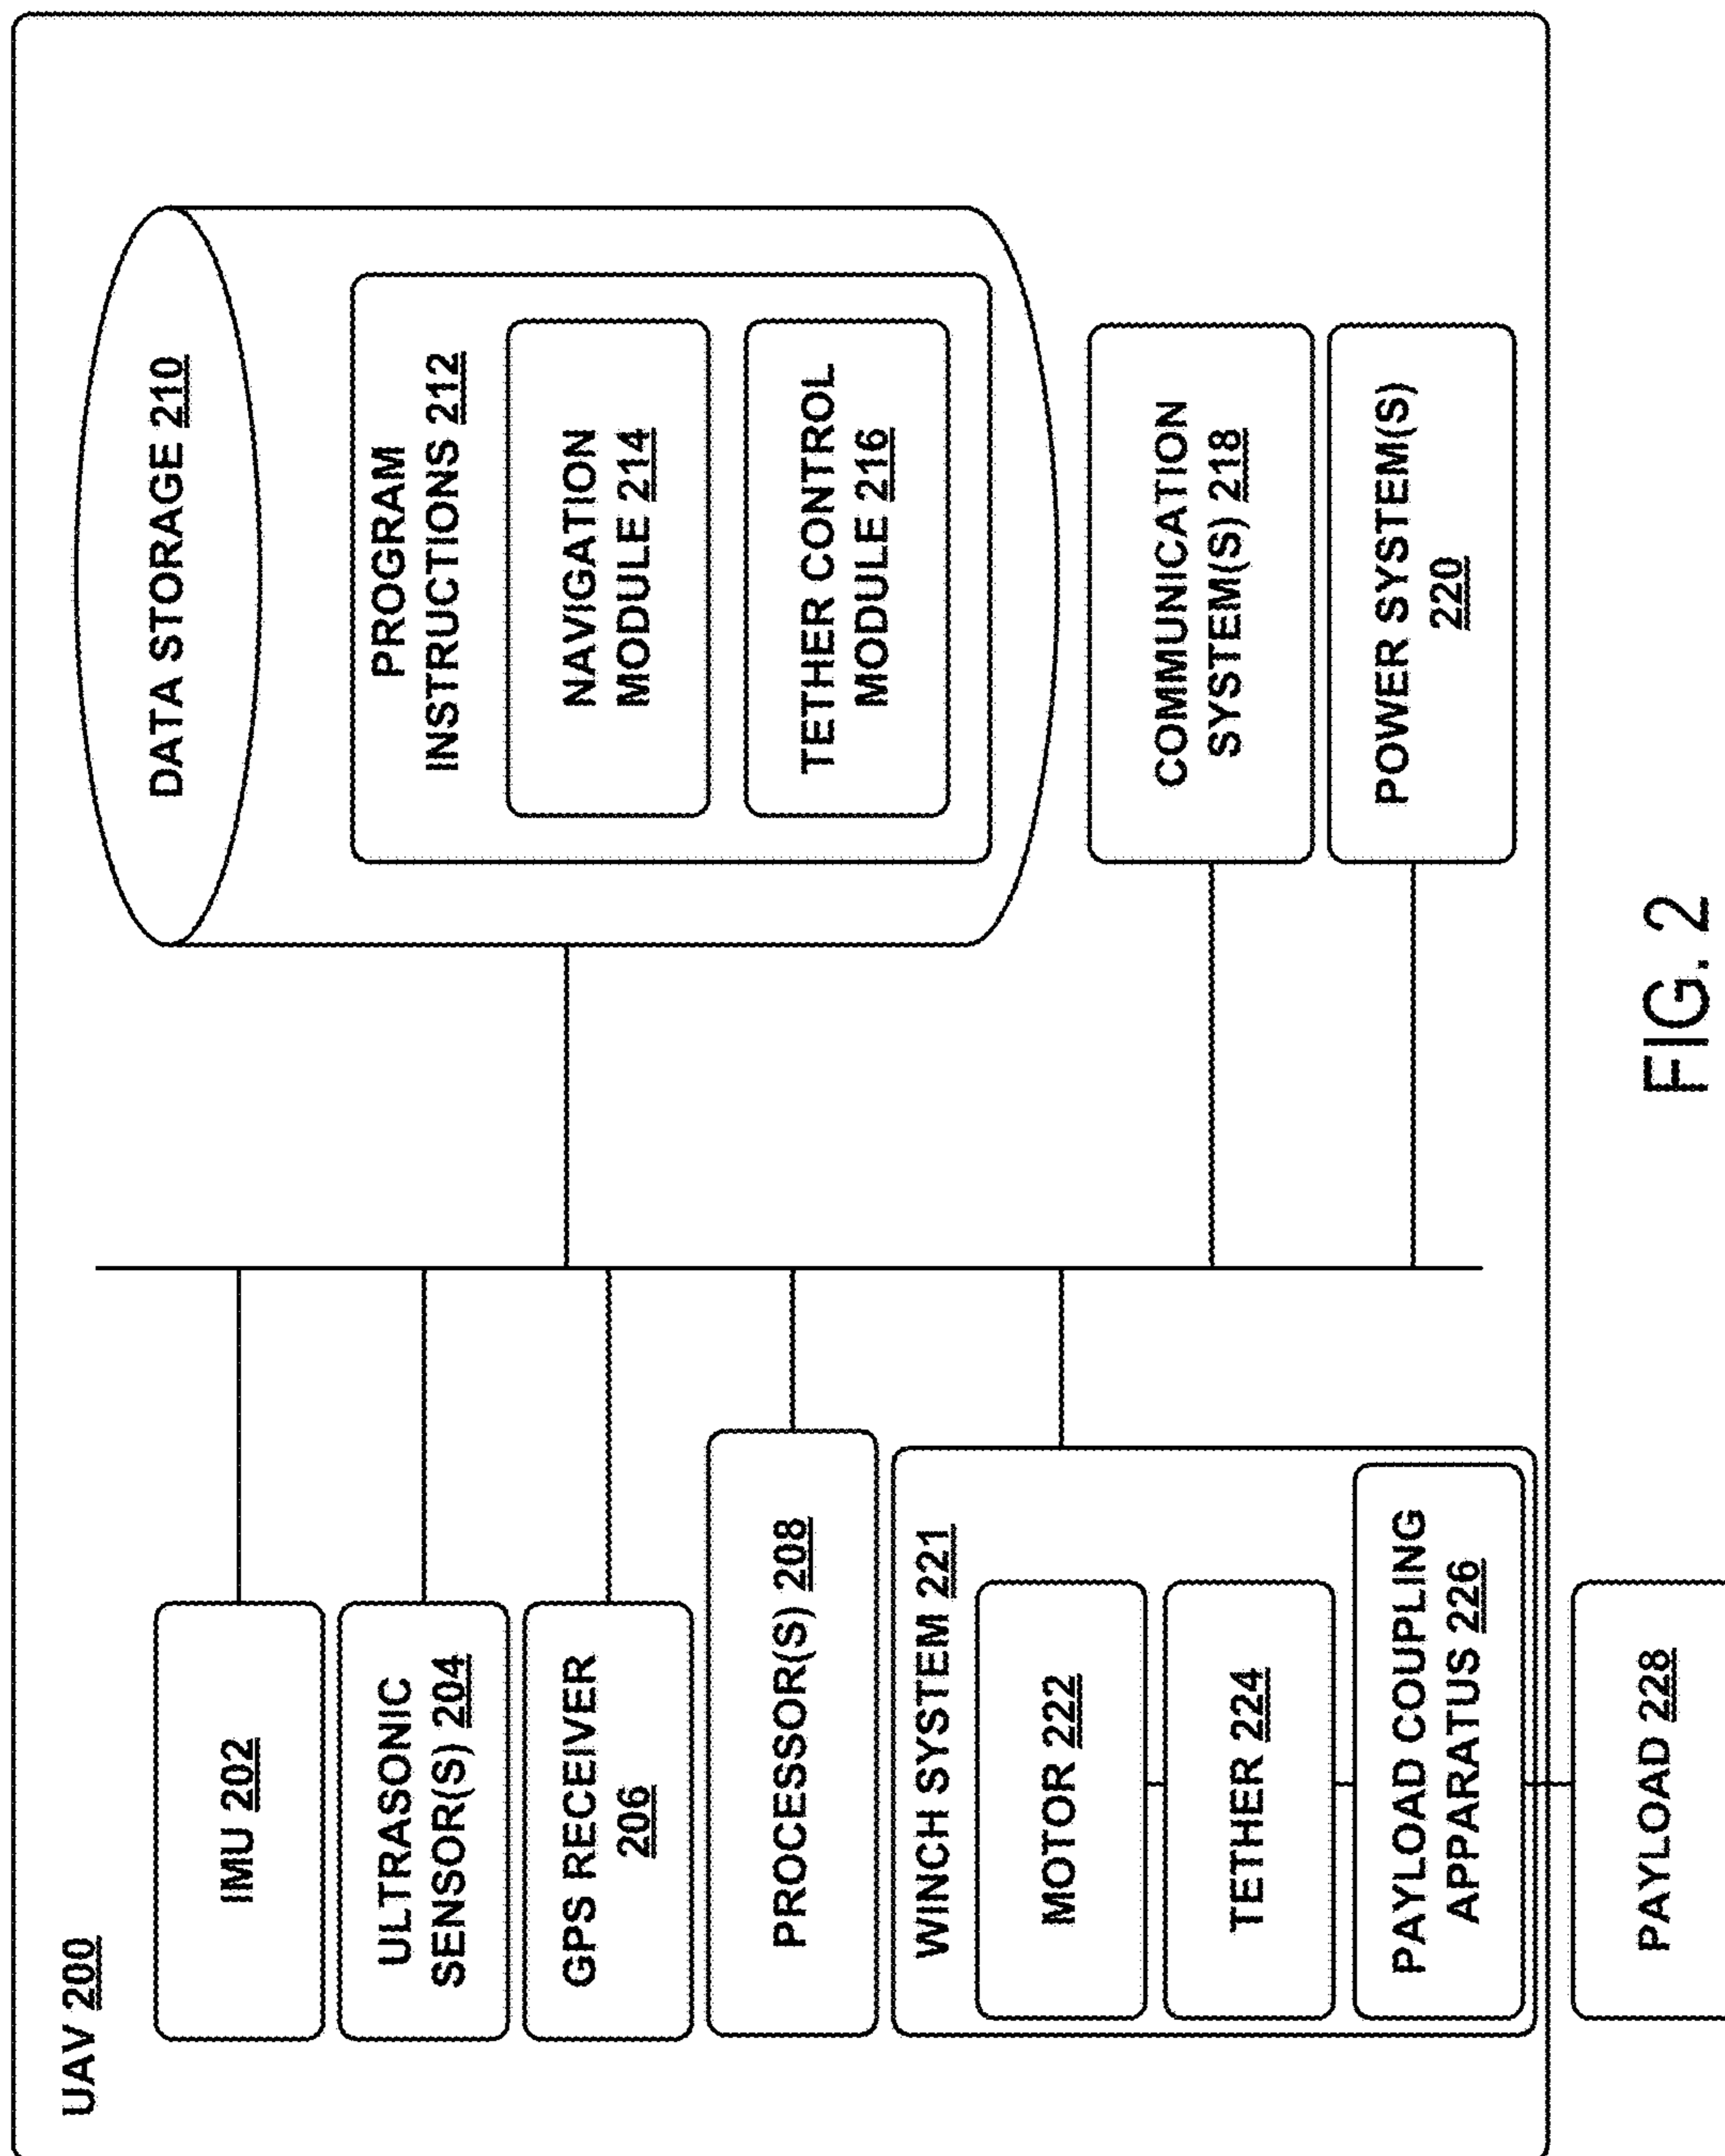 UAV 200
IMU 202
ULTRASONIC
SENSOR(S) 204
GPS RECEIVER
206
PROCESSOR(S) 208
WINCH SYSTEM 221
MOTOR 222
TETHER 224
PAYLOAD COUPLING
APPARATUS 226
PAYLOAD 228
DATA STORAGE 210
PROGRAM
INSTRUCTIONS 212
NAVIGATION
MODULE 214
TETHER CONTROL
MODULE 216
COMMUNICATION
SYSTEM(S) 218
POWER SYSTEM(S)
220
FIG. 2